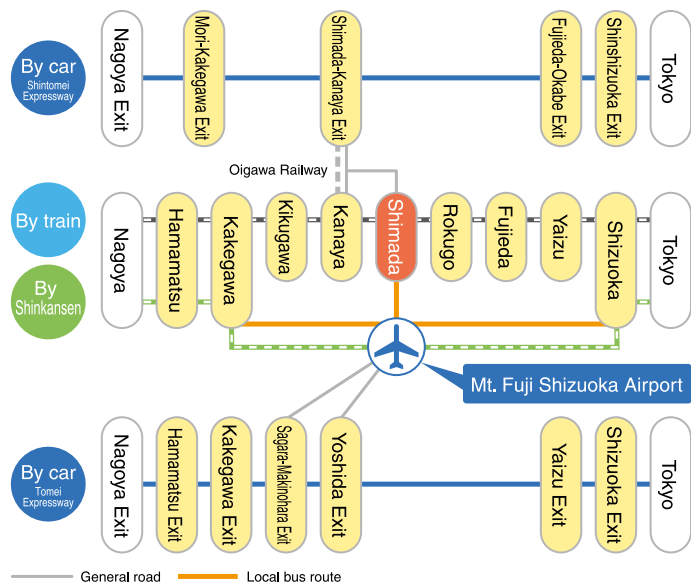 By car
Shintomei
Expressway
Nagoya Exit
Mori-Kakegawa Exit
Shimada-Kanaya Exit
Fujieda-Okabe Exit
Shinshizuoka Exit
Tokyo
Oigawa Railway
By train
By
Shinkansen
Nagoya
Hamamatsu
Kakegawa
Kikugawa
Kanaya
Shimada
Rokugo
Fujieda
Yaizu
Shizuoka
Tokyo
Mt. Fuji Shizuoka Airport
By car
Tomei
Expressway
Nagoya Exit
Hamamatsu Exit
Kakegawa Exit
Sagara-Makinohara Exit
Yoshida Exit
Yaizu Exit
Shizuoka Exit
Tokyo
General road
Local bus route